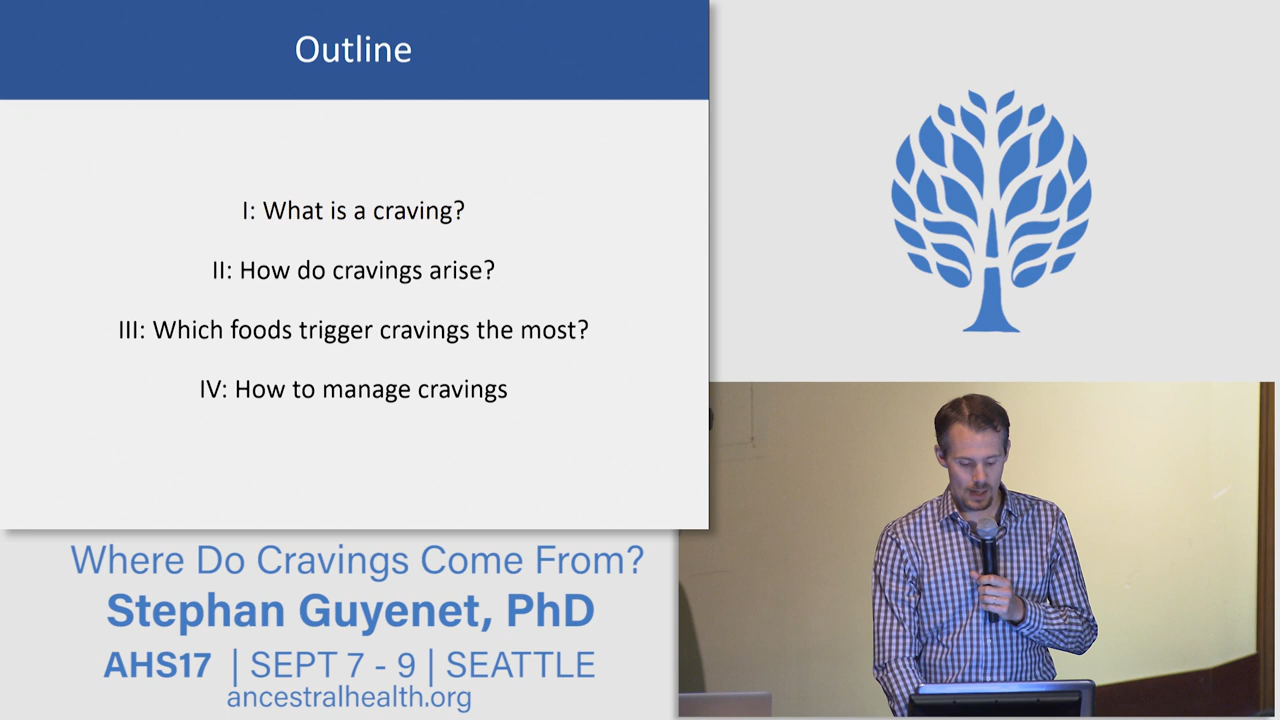 Outline
I: What is a craving?
II: How do cravings arise?
III: Which foods trigger cravings the most?
IV: How to manage cravings
Where Do Cravings Come From?
Stephan Guyenet, PhD
AHS17 | SEPT 7 - 9 | SEATTLE
ancestralhealth.org